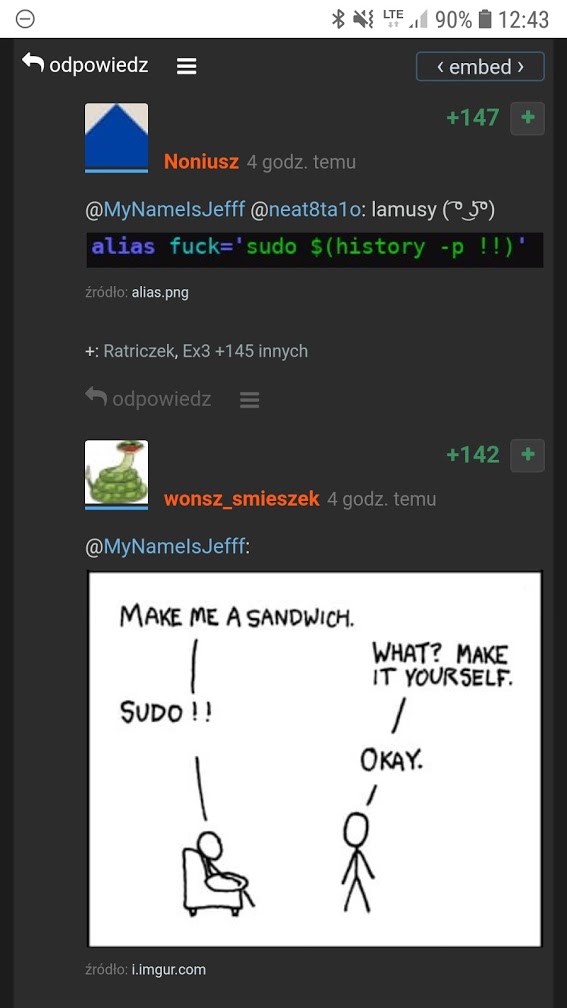 LTE 90% 12:43
odpowiedz ‹ embed ›
+147 +
Noniusz 4 godz. temu
@MyNameIsJefff @neat8ta1o: lamusy ( ͡° ͜ʖ ͡°)
alias fuck='sudo $(history -p !!)'
źródło: alias.png
+: Ratriczek, Ex3 +145 innych
odpowiedz
+142 +
wonsz_smieszek 4 godz. temu
@MyNameIsJefff:
MAKE ME A SANDWICH.
WHAT? MAKE
IT YOURSELF.
SUDO !!
OKAY.
źródło: i.imgur.com